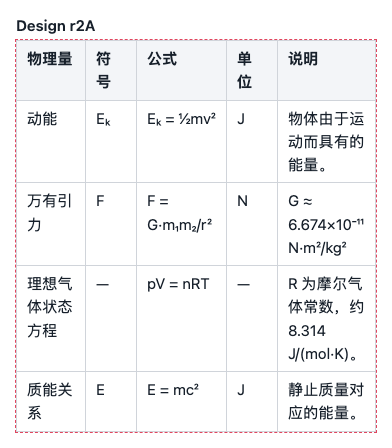 Design r2A
物理量 符 公式 单 说明
号 位
动能 Eₖ Eₖ = ½mv² J 物体由于运
动而具有的
能量。
万有引 F F = N G ≈
力 G·m₁m₂/r² 6.674×10⁻¹¹
N·m²/kg²
理想气 — pV = nRT — R 为摩尔气
体状态 体常数，约
方程 8.314
J/(mol·K)。
质能关 E E = mc² J 静止质量对
系 应的能量。